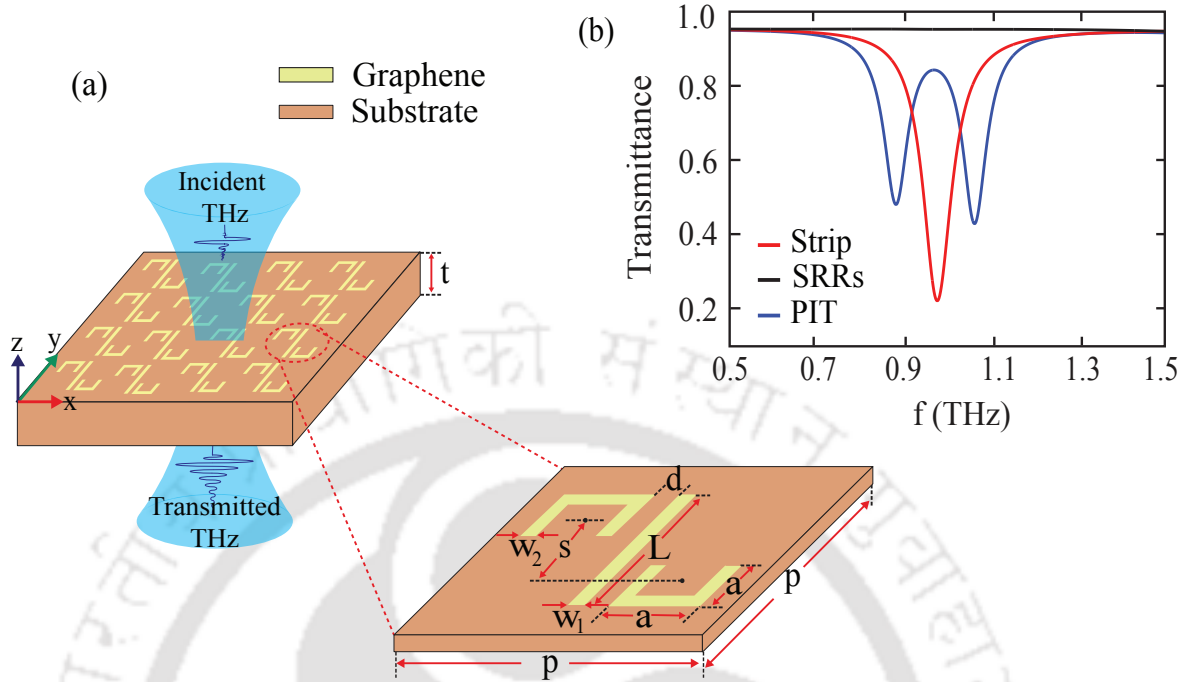 (a)
Graphene
Substrate
Incident
THz
t
z
y
x
Transmitted
THz
d
w2
s
L
a
p
w1
a
p
(b)
1.0
0.8
0.6
0.4
0.2
Transmittance
Strip
SRRs
PIT
0.5
0.7
0.9
1.1
1.3
1.5
f (THz)